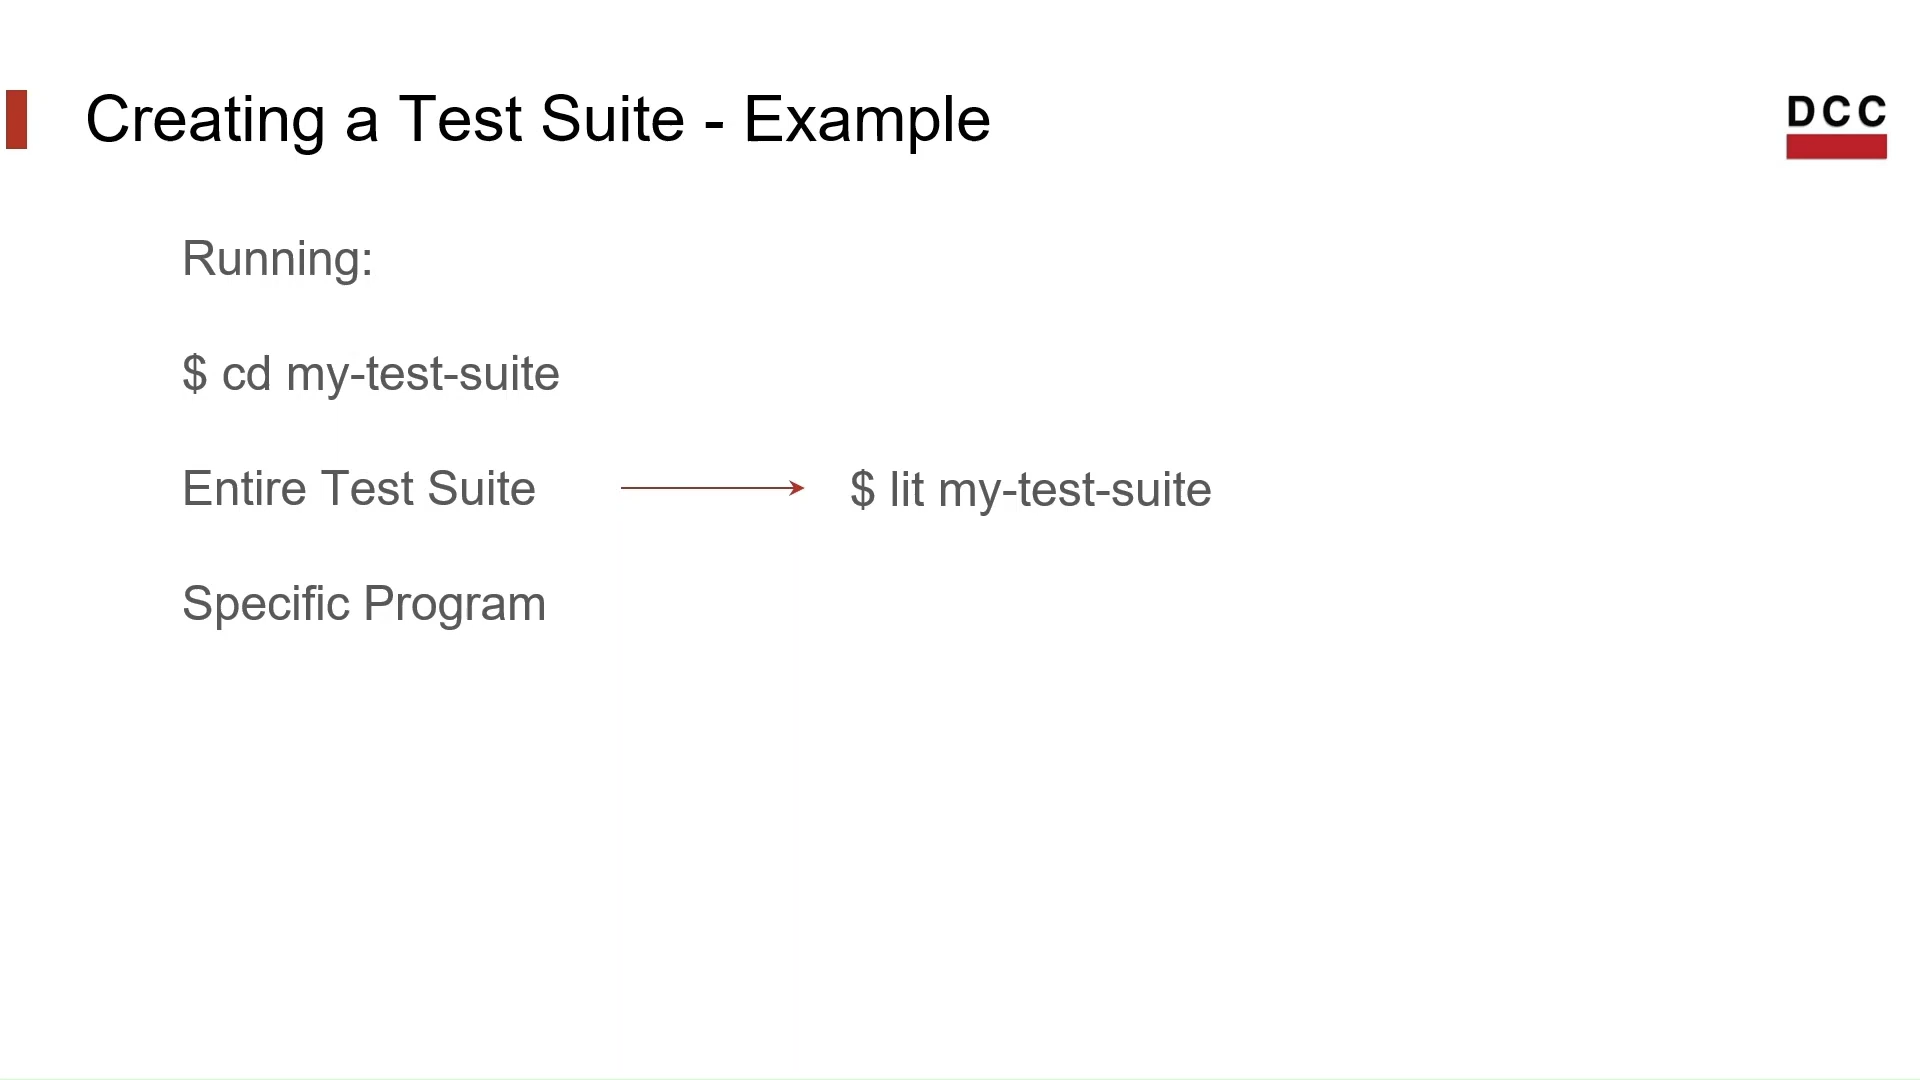 Creating a Test Suite - Example
DCC
Running:
$ cd my-test-suite
Entire Test Suite
$ lit my-test-suite
Specific Program